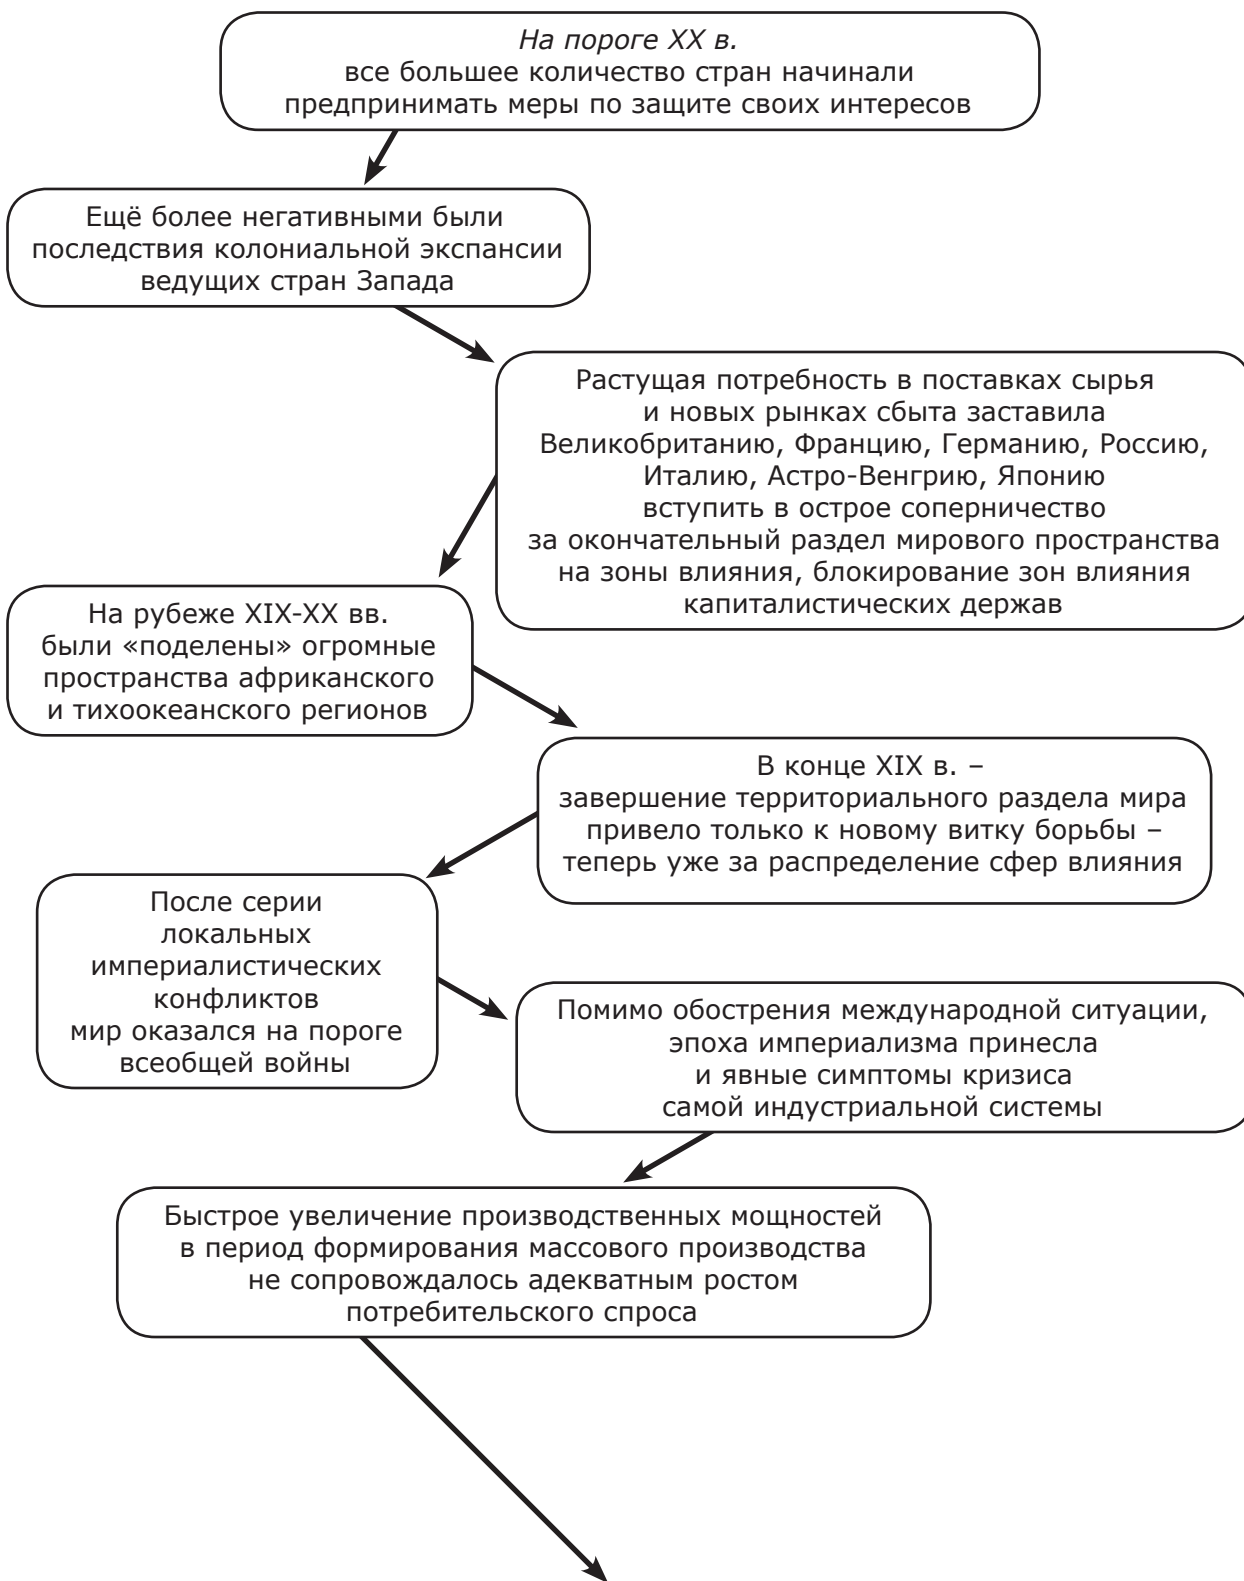 На пороге XX в.
все большее количество стран начинали
предпринимать меры по защите своих интересов
Ещё более негативными были
последствия колониальной экспансии
ведущих стран Запада
Растущая потребность в поставках сырья
и новых рынках сбыта заставила
Великобританию, Францию, Германию, Россию,
Италию, Астро-Венгрию, Японию
вступить в острое соперничество
за окончательный раздел мирового пространства
на зоны влияния, блокирование зон влияния
капиталистических держав
На рубеже XIX-XX вв.
были «поделены» огромные
пространства африканского
и тихоокеанского регионов
В конце XIX в. –
завершение территориального раздела мира
привело только к новому витку борьбы –
теперь уже за распределение сфер влияния
После серии
локальных
империалистических
конфликтов
мир оказался на пороге
всеобщей войны
Помимо обострения международной ситуации,
эпоха империализма принесла
и явные симптомы кризиса
самой индустриальной системы
Быстрое увеличение производственных мощностей
в период формирования массового производства
не сопровождалось адекватным ростом
потребительского спроса